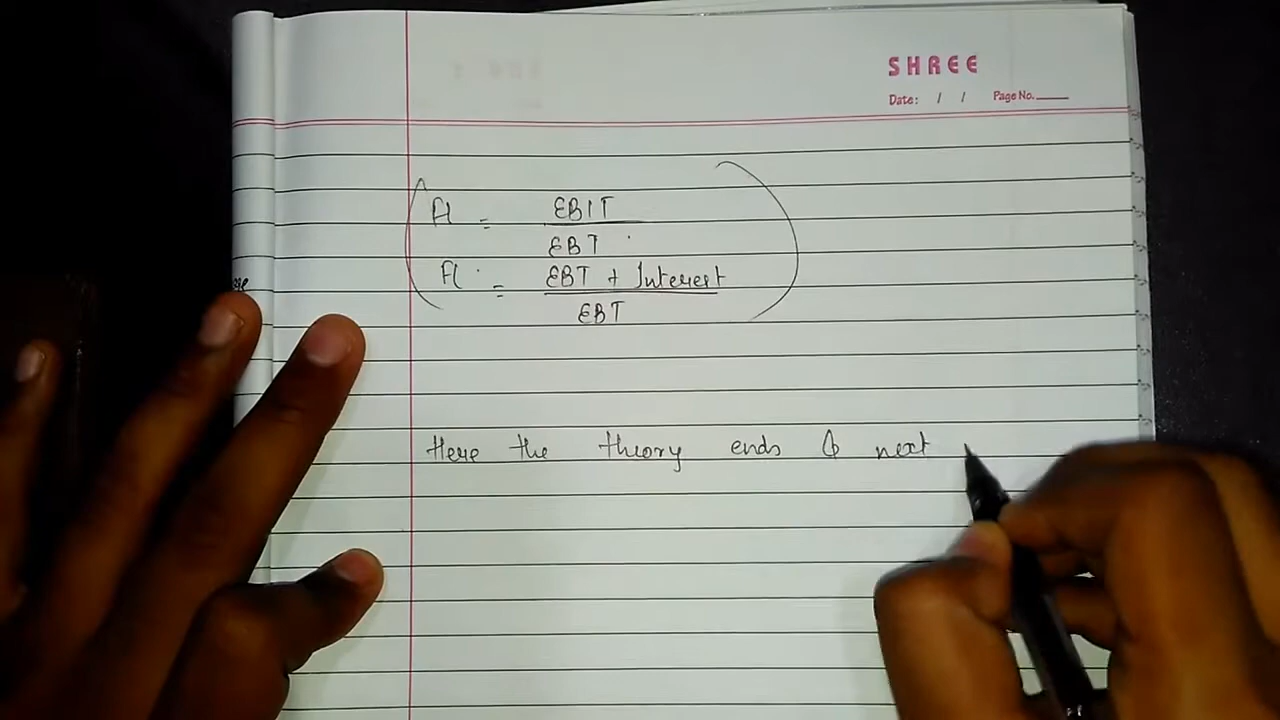 SHREE
Date: / / Page No.
FL = EBIT
EBT
FL = EBT + Interest
EBT
Here the theory ends & next